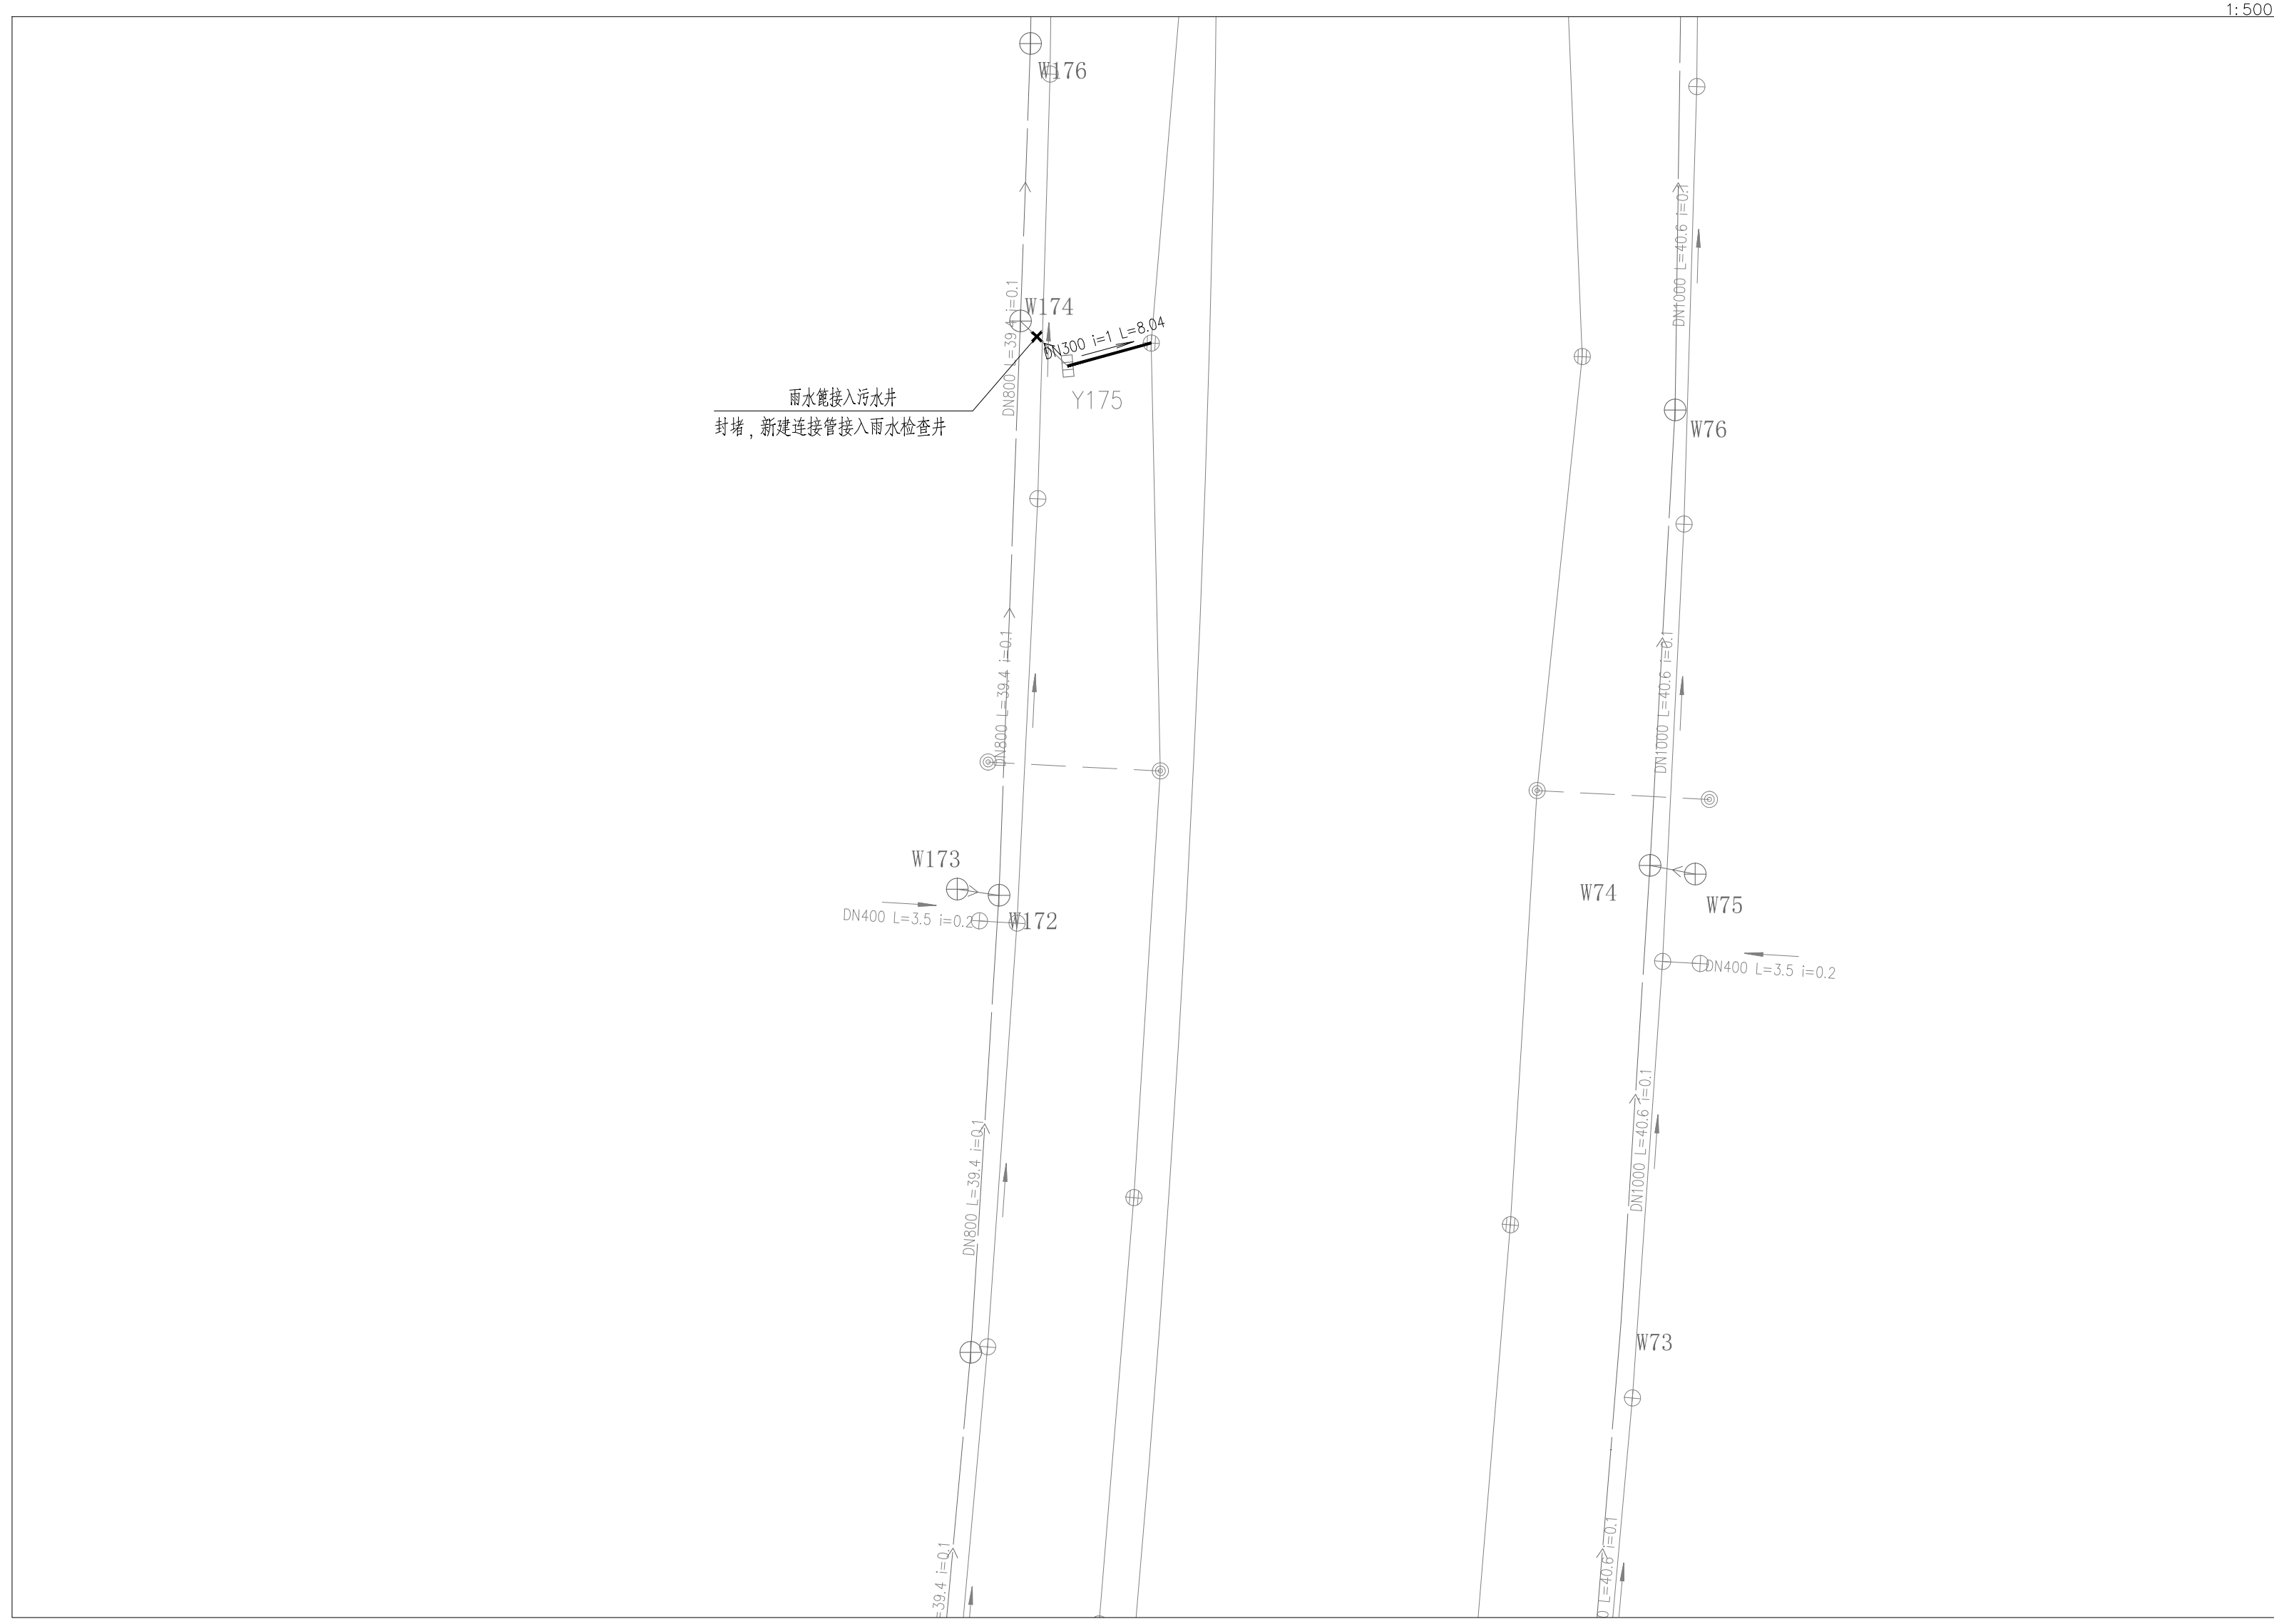 1:500
W176
DN1000 L=40.6 i=0.1
W174
DN800 L=39.4 i=0.1
DN300 i=1 L=8.04
雨水篦接入污水井
Y175
封堵，新建连接管接入雨水检查井
W76
DN800 L=39.4 i=0.1
DN1000 L=40.6 i=0.1
W173
W74
W75
DN400 L=3.5 i=0.2
W172
DN400 L=3.5 i=0.2
DN800 L=39.4 i=0.1
DN1000 L=40.6 i=0.1
W73
=39.4 i=0.1
0 L=40.6 i=0.1